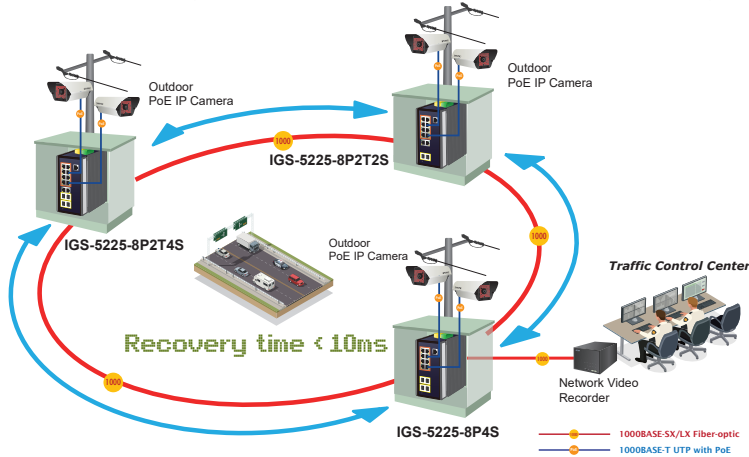 Outdoor
PoE IP Camera
Outdoor
PoE IP Camera
1000
IGS-5225-8P2T2S
IGS-5225-8P2T4S
1000
Outdoor
PoE IP Camera
Traffic Control Center
Recovery time < 10ms
1000
1000
Network Video
Recorder
IGS-5225-8P4S
1000BASE-SX/LX Fiber-optic
1000BASE-T UTP with PoE